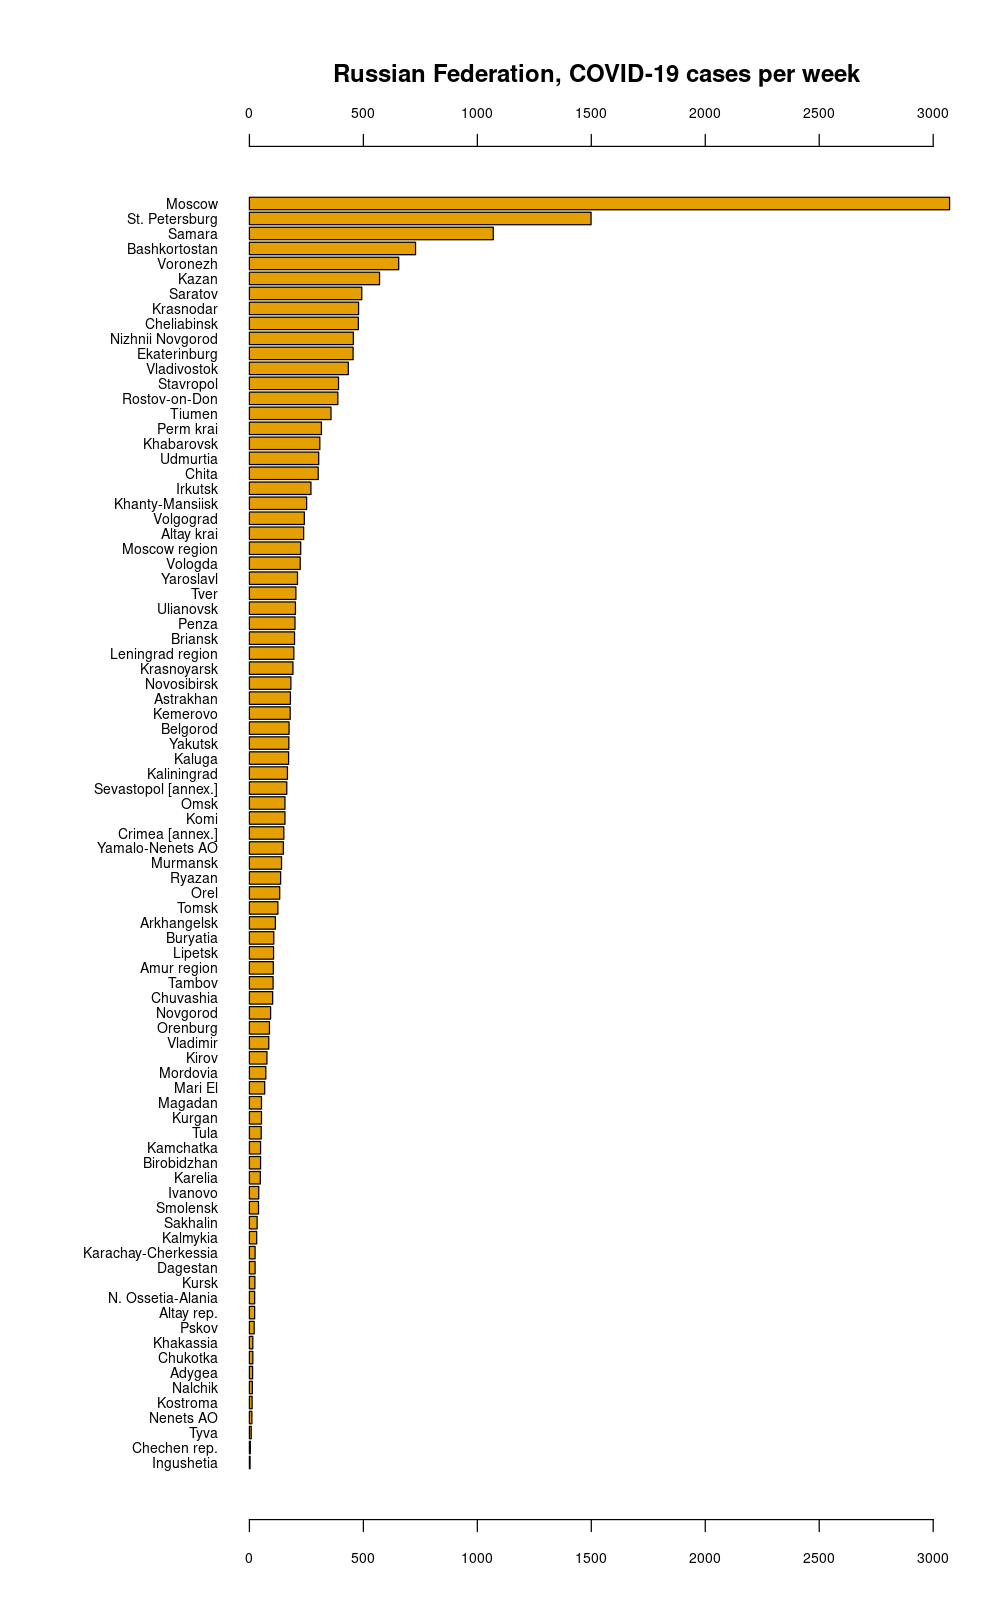 Russian Federation, COVID-19 cases per week
0 500 1000 1500 2000 2500 3000
Moscow
St. Petersburg
Samara
Bashkortostan
Voronezh
Kazan
Saratov
Krasnodar
Cheliabinsk
Nizhnii Novgorod
Ekaterinburg
Vladivostok
Stavropol
Rostov-on-Don
Tiumen
Perm krai
Khabarovsk
Udmurtia
Chita
Irkutsk
Khanty-Mansiisk
Volgograd
Altay krai
Moscow region
Vologda
Yaroslavl
Tver
Ulianovsk
Penza
Briansk
Leningrad region
Krasnoyarsk
Novosibirsk
Astrakhan
Kemerovo
Belgorod
Yakutsk
Kaluga
Kaliningrad
Sevastopol [annex.]
Omsk
Komi
Crimea [annex.]
Yamalo-Nenets AO
Murmansk
Ryazan
Orel
Tomsk
Arkhangelsk
Buryatia
Lipetsk
Amur region
Tambov
Chuvashia
Novgorod
Orenburg
Vladimir
Kirov
Mordovia
Mari El
Magadan
Kurgan
Tula
Kamchatka
Birobidzhan
Karelia
Ivanovo
Smolensk
Sakhalin
Kalmykia
Karachay-Cherkessia
Dagestan
Kursk
N. Ossetia-Alania
Altay rep.
Pskov
Khakassia
Chukotka
Adygea
Nalchik
Kostroma
Nenets AO
Tyva
Chechen rep.
Ingushetia
0 500 1000 1500 2000 2500 3000